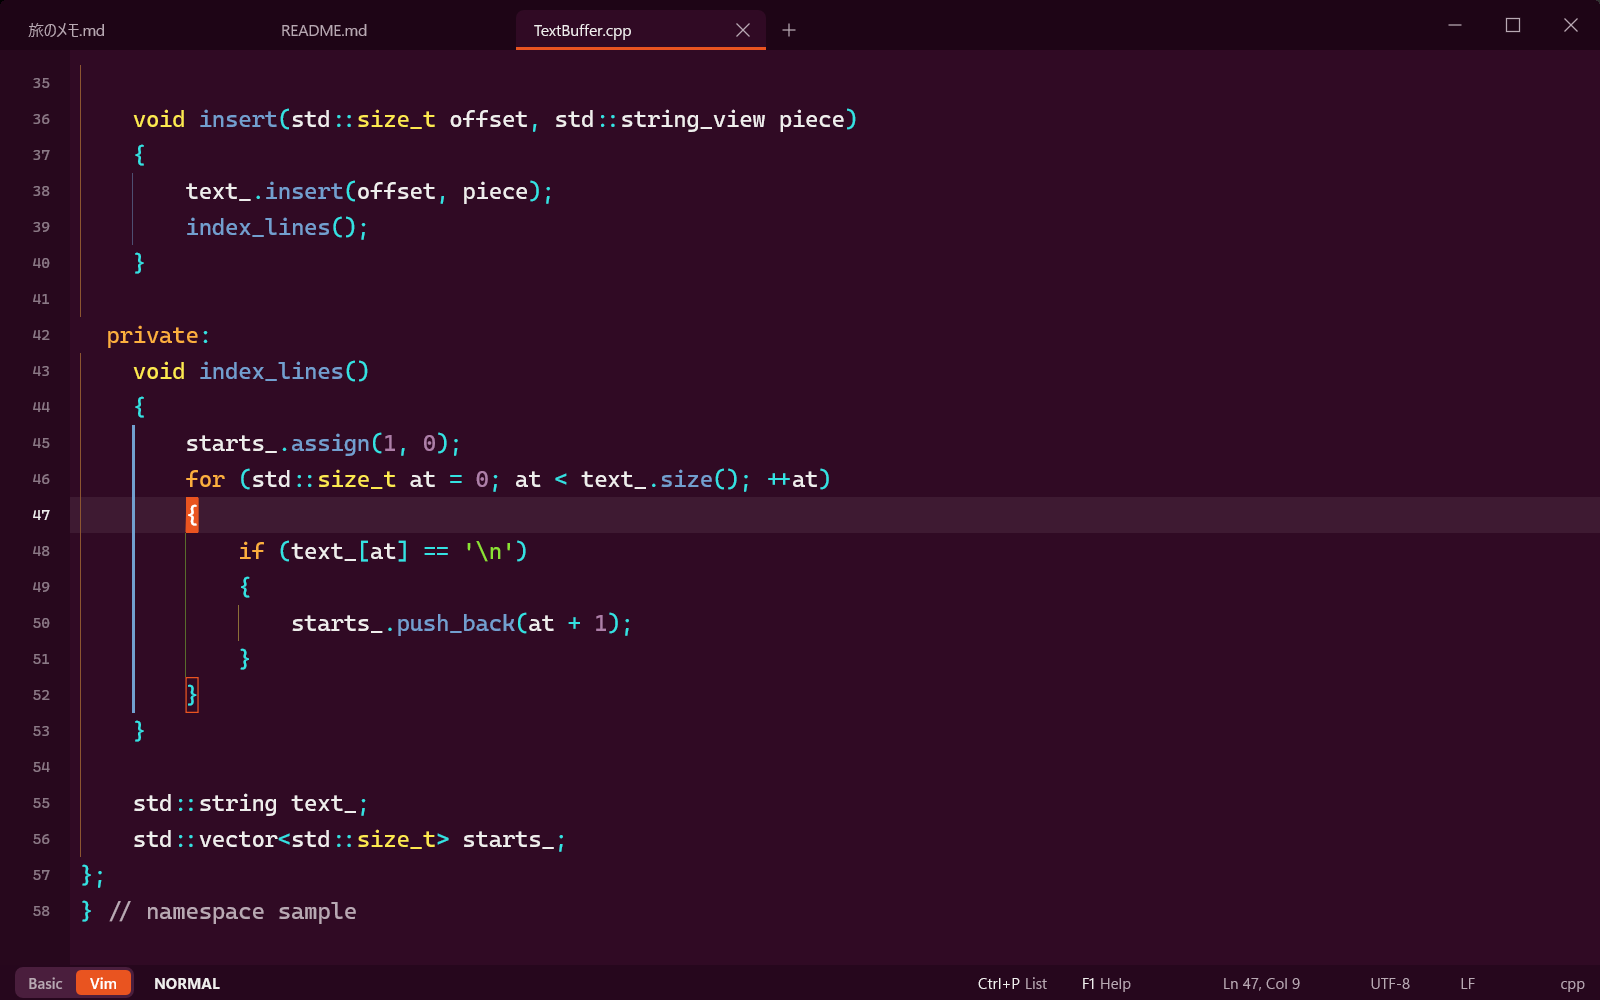 旅のメモ.md README.md TextBuffer.cpp
35
36 void insert(std::size_t offset, std::string_view piece)
37 {
38 text_.insert(offset, piece);
39 index_lines();
40 }
41
42 private:
43 void index_lines()
44 {
45 starts_.assign(1, 0);
46 for (std::size_t at = 0; at < text_.size(); ++at)
47 {
48 if (text_[at] == '\n')
49 {
50 starts_.push_back(at + 1);
51 }
52 }
53 }
54
55 std::string text_;
56 std::vector<std::size_t> starts_;
57 };
58 } // namespace sample
Basic Vim NORMAL Ctrl+P List F1 Help Ln 47, Col 9 UTF-8 LF cpp